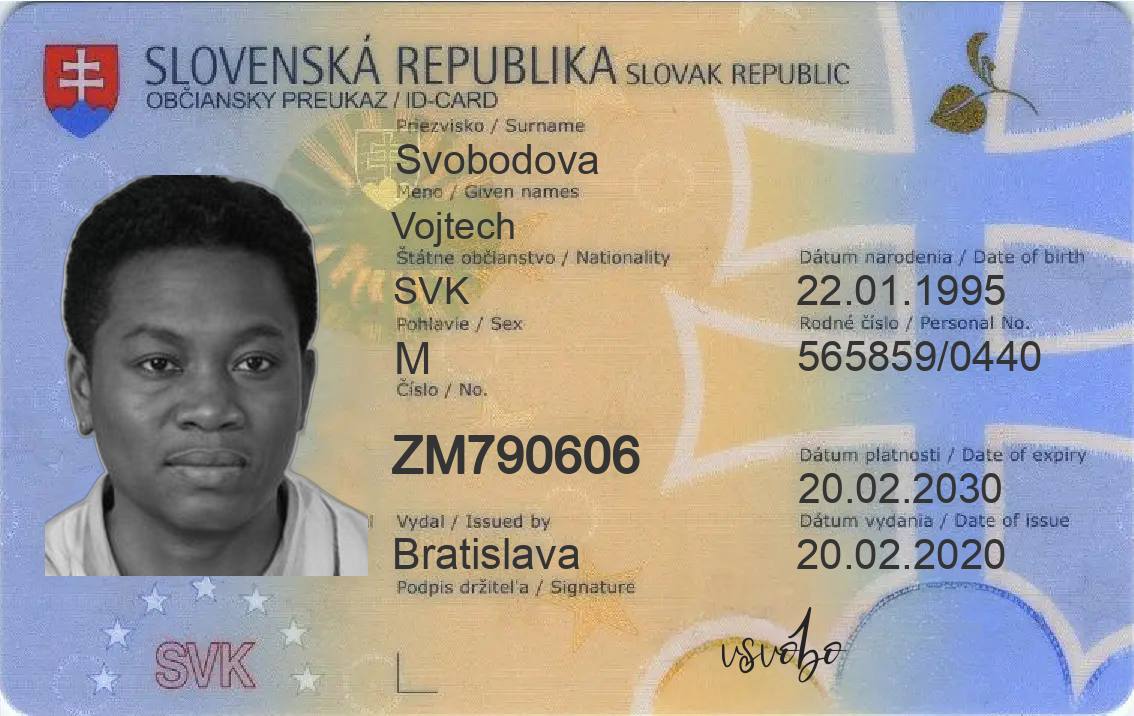 SLOVENSKÁ REPUBLIKA SLOVAK REPUBLIC
OBČIANSKY PREUKAZ / ID-CARD
Priezvisko / Surname
Svobodova
Meno / Given names
Vojtech
Štátne občianstvo / Nationality
Dátum narodenia / Date of birth
SVK
22.01.1995
Pohlavie / Sex
Rodné číslo / Personal No.
M
565859/0440
Číslo / No.
ZM790606
Dátum platnosti / Date of expiry
20.02.2030
Vydal / Issued by
Dátum vydania / Date of issue
Bratislava
20.02.2020
Podpis držiteľa / Signature
vsvobo
SVK